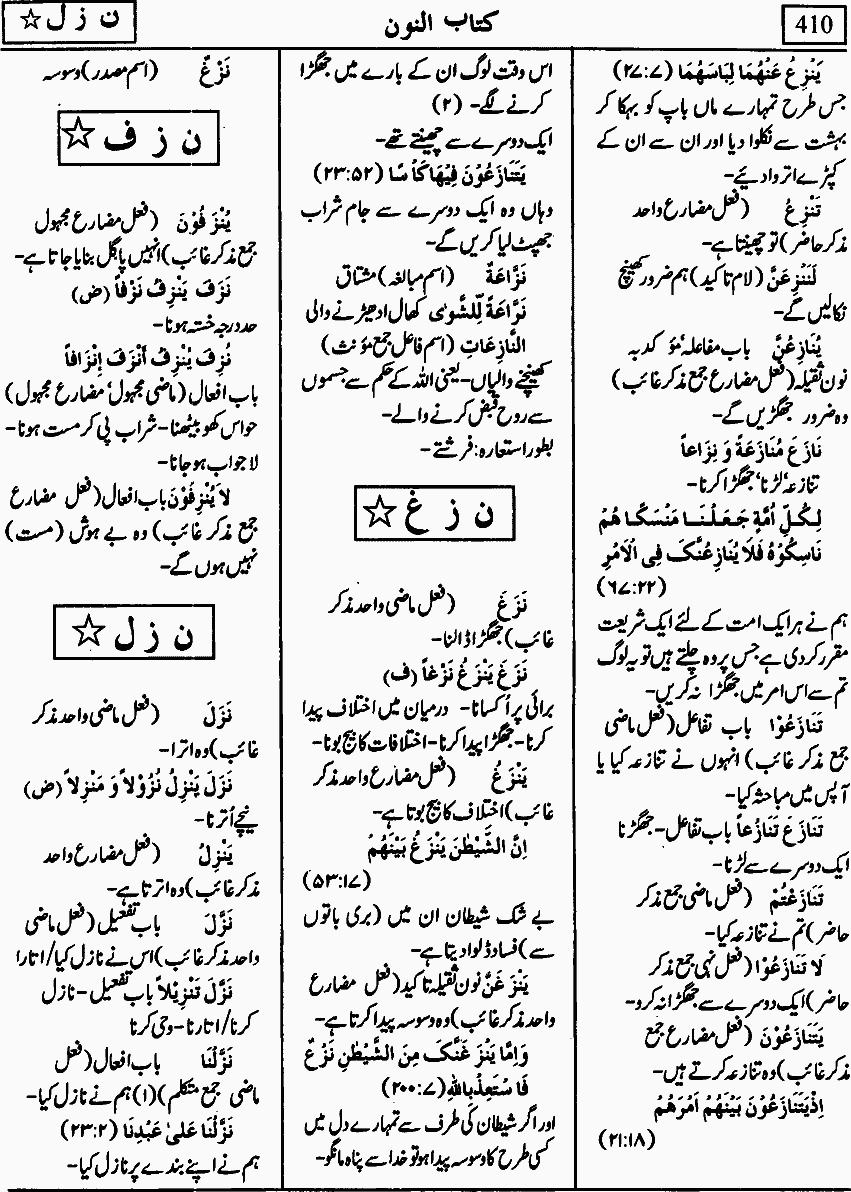 410
کتاب النون
ن ز ل ☆
یَنْزِعُ عَنْهُمَا لِبَاسَهُمَا (۲۷:۷)
جس طرح تمہارے ماں باپ کو بہکا کر
بہشت سے نکلوا دیا اور ان سے ان کے
کپڑے اتروا دیئے-
تَنْزِعُ (فعل مضارع واحد
مذکر حاضر) تو چھینتا ہے-
لَنَنْزِعَنَّ (لام تاکید) ہم ضرور کھینچ
نکالیں گے-
یُنَازِعُنَّ باب مفاعلہ' مؤکد بہ
نون ثقیلہ (فعل مضارع جمع مذکر غائب)
وہ ضرور جھگڑیں گے-
نَازَعَ مُنَازَعَةً وَ نِزَاعاً
تنازعہ' لڑنا' جھگڑا کرنا-
لِکُلِّ اُمَّةٍ جَعَلْنَا مَنْسَکًا هُمْ
نَاسِکُوْهُ فَلَا یُنَازِعُنَّکَ فِی الْاَمْرِ
(۶۷:۲۲)
ہم نے ہر ایک امت کے لئے ایک شریعت
مقرر کر دی ہے جس پر وہ چلتے ہیں تو یہ لوگ
تم سے اس امر میں جھگڑا نہ کریں-
تَنَازَعُوْا باب تفاعل (فعل ماضی
جمع مذکر غائب) انہوں نے تنازعہ کیا یا
آپس میں مباحثہ کیا-
تَنَازَعَ تَنَازُعاً باب تفاعل- جھگڑنا
ایک دوسرے سے لڑنا-
تَنَازَعْتُمْ (فعل ماضی جمع مذکر
حاضر) تم نے تنازعہ کیا-
لَا تَنَازَعُوْا (فعل نہی جمع مذکر
حاضر) ایک دوسرے سے جھگڑا نہ کرو-
یَتَنَازَعُوْنَ (فعل مضارع جمع
مذکر غائب) وہ تنازعہ کرتے ہیں-
اِذْیَتَنَازَعُوْنَ بَیْنَهُمْ اَمْرَهُمْ
(۲۱:۱۸)
اس وقت لوگ ان کے بارے میں جھگڑا
کرنے لگے- (۲)
ایک دوسرے سے چھینتے تھے-
یَتَنَازَعُوْنَ فِیْهَا کَاْسًا (۲۳:۵۲)
وہاں وہ ایک دوسرے سے جام شراب
جھپٹ لیا کریں گے-
نَزَّاعَةٌ (اسم مبالغہ) مشتاق
نَزَّاعَةً لِّلشَّوٰی کھال ادھیڑنے والی
النَّازِعَاتِ (اسم فاعل جمع مؤنث)
کھینچنے والیاں- یعنی اللہ کے حکم سے جسموں
سے روح قبض کرنے والے-
بطور استعارہ: فرشتے-
ن ز غ ☆
نَزَغَ (فعل ماضی واحد مذکر
غائب) جھگڑا ڈالنا-
نَزَغَ یَنْزَغُ نَزْغاً (ف)
برائی پر اُکسانا- درمیان میں اختلاف پیدا
کرنا- جھگڑا پیدا کرنا- اختلافات کا بیج بونا-
یَنْزَغُ (فعل مضارع واحد مذکر
غائب) اختلاف کا بیج بوتا ہے-
اِنَّ الشَّیْطٰنَ یَنْزَغُ بَیْنَهُمْ
(۵۳:۱۷)
بے شک شیطان ان میں (بری باتوں
سے) فساد ڈلوا دیتا ہے-
یَنْزَغَنَّ نون ثقیلہ تاکید (فعل مضارع
واحد مذکر غائب) وہ وسوسہ پیدا کرتا ہے-
وَاِمَّا یَنْزَغَنَّکَ مِنَ الشَّیْطٰنِ نَزْغٌ
فَاسْتَعِذْ بِاللهِ (۲۰۰:۷)
اور اگر شیطان کی طرف سے تمہارے دل میں
کسی طرح کا وسوسہ پیدا ہو تو خدا سے پناہ مانگو-
نَزْغٌ (اسم مصدر) وسوسہ
ن ز ف ☆
یُنْزَفُوْنَ (فعل مضارع مجہول
جمع مذکر غائب) انہیں پاگل بنایا جاتا ہے-
نَزَفَ یَنْزِفُ نَزْفاً (ض)
حد درجہ خستہ ہونا-
نُزِفَ یُنْزِفُ أَنْزَفَ إِنْزَافاً
باب افعال (ماضی مجہول' مضارع مجہول)
حواس کھو بیٹھنا- شراب پی کر مست ہونا-
لاجواب ہو جانا-
لَا یُنْزِفُوْنَ باب افعال (فعل مضارع
جمع مذکر غائب) وہ بے ہوش (مست)
نہیں ہوں گے-
ن ز ل ☆
نَزَلَ (فعل ماضی واحد مذکر
غائب) وہ اترا-
نَزَلَ یَنْزِلُ نُزُوْلاً وَ مَنْزِلاً (ض)
نیچے اُترنا-
یَنْزِلُ (فعل مضارع واحد
مذکر غائب) وہ اترتا ہے-
نَزَّلَ باب تفعیل (فعل ماضی
واحد مذکر غائب) اس نے نازل کیا/اتارا
نَزَّلَ تَنْزِیْلاً باب تفعیل- نازل
کرنا/اتارنا- وحی کرنا
نَزَّلْنَا باب افعال (فعل
ماضی جمع متکلم) (۱) ہم نے نازل کیا-
نَزَّلْنَا عَلیٰ عَبْدِنَا (۲۳:۲)
ہم نے اپنے بندے پر نازل کیا-